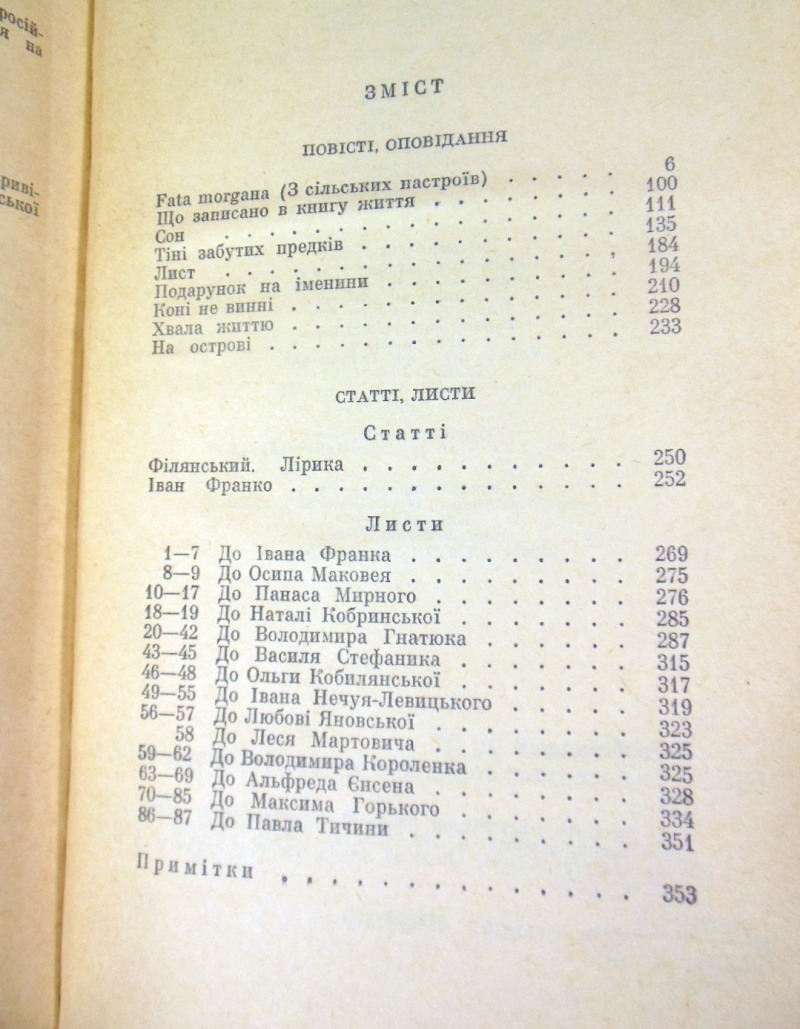 росій-
я на
риві-
ської
ЗМІСТ
ПОВІСТІ, ОПОВІДАННЯ
Fata morgana (З сільських настроїв) . . . . . 6
Що записано в книгу життя . . . . . . . . 100
Сон . . . . . . . . . . . . . . . . . 111
Тіні забутих предків . . . . . . . . . . . 135
Лист . . . . . . . . . . . . . . . . . 184
Подарунок на іменини . . . . . . . . . . 194
Коні не винні . . . . . . . . . . . . . . 210
Хвала життю . . . . . . . . . . . . . . 228
На острові . . . . . . . . . . . . . . . 233
СТАТТІ, ЛИСТИ
Статті
Філянський. Лірика . . . . . . . . . . . 250
Іван Франко . . . . . . . . . . . . . . 252
Листи
1—7 До Івана Франка . . . . . . . . . 269
8—9 До Осипа Маковея . . . . . . . . . 275
10—17 До Панаса Мирного . . . . . . . . 276
18—19 До Наталі Кобринської . . . . . . . 285
20—42 До Володимира Гнатюка . . . . . . 287
43—45 До Василя Стефаника . . . . . . . 315
46—48 До Ольги Кобилянської . . . . . . . 317
49—55 До Івана Нечуя-Левицького . . . . . 319
56—57 До Любові Яновської . . . . . . . . 323
58 До Леся Мартовича . . . . . . . . 325
59—62 До Володимира Короленка . . . . . . 325
63—69 До Альфреда Єнсена . . . . . . . . 328
70—85 До Максима Горького . . . . . . . 334
86—87 До Павла Тичини . . . . . . . . . 351
Примітки . . . . . . . . . . . . . . 353